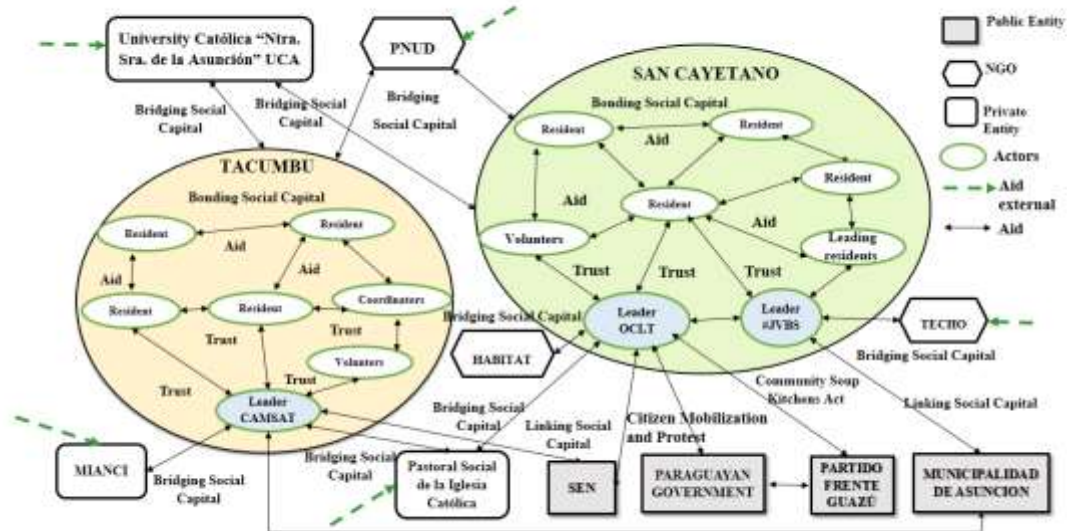 University Católica “Ntra.
Sra. de la Asunción” UCA
PNUD
Public Entity
NGO
Private
Entity
Actors
Aid
external
Aid
SAN CAYETANO
Bonding Social Capital
Resident
Resident
Aid
Resident
Aid
Resident
Aid
Volunters
Leading
residents
Trust
Trust
Trust
Leader
OCLT
Leader
#JVBS
Bridging Social
Capital
Bridging Social
Capital
Bridging
Social Capital
TACUMBU
Bonding Social Capital
Resident
Resident
Aid
Aid
Aid
Resident
Resident
Coordinators
Trust
Trust
Volunters
Trust
Trust
Leader
CAMSAT
Bridging Social Capital
HABITAT
TECHO
Bridging Social Capital
Community Soup
Kitchens Act
Linking Social Capital
Bridging Social
Capital
Citizen Mobilization
and Protest
Linking Social
Capital
Bridging Social
Capital
Bridging Social
Capital
MIANCI
Pastoral Social
de la Iglesia
Católica
SEN
PARAGUAYAN
GOVERNMENT
PARTIDO
FRENTE
GUAZÚ
MUNICIPALIDAD
DE ASUNCION